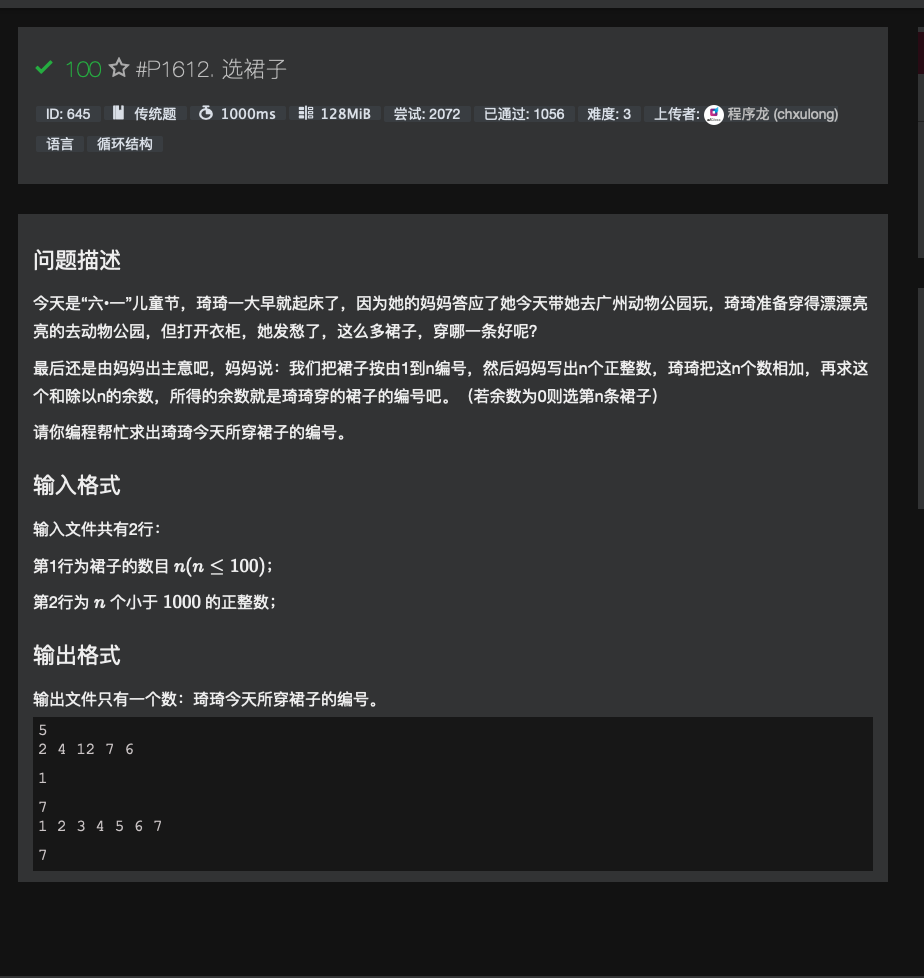 100 #P1612. 选裙子
ID: 645 传统题 1000ms 128MiB 尝试: 2072 已通过: 1056 难度: 3 上传者: 程序龙 (chxulong)
语言 循环结构
问题描述
今天是“六•一”儿童节，琦琦一大早就起床了，因为她的妈妈答应了她今天带她去广州动物公园玩，琦琦准备穿得漂漂亮
亮的去动物公园，但打开衣柜，她发愁了，这么多裙子，穿哪一条好呢?
最后还是由妈妈出主意吧，妈妈说：我们把裙子按由1到n编号，然后妈妈写出n个正整数，琦琦把这n个数相加，再求这
个和除以n的余数，所得的余数就是琦琦穿的裙子的编号吧。（若余数为0则选第n条裙子）
请你编程帮忙求出琦琦今天所穿裙子的编号。
输入格式
输入文件共有2行：
第1行为裙子的数目 n(n ≤ 100)；
第2行为 n 个小于 1000 的正整数；
输出格式
输出文件只有一个数：琦琦今天所穿裙子的编号。
5
2 4 12 7 6
1
7
1 2 3 4 5 6 7
7